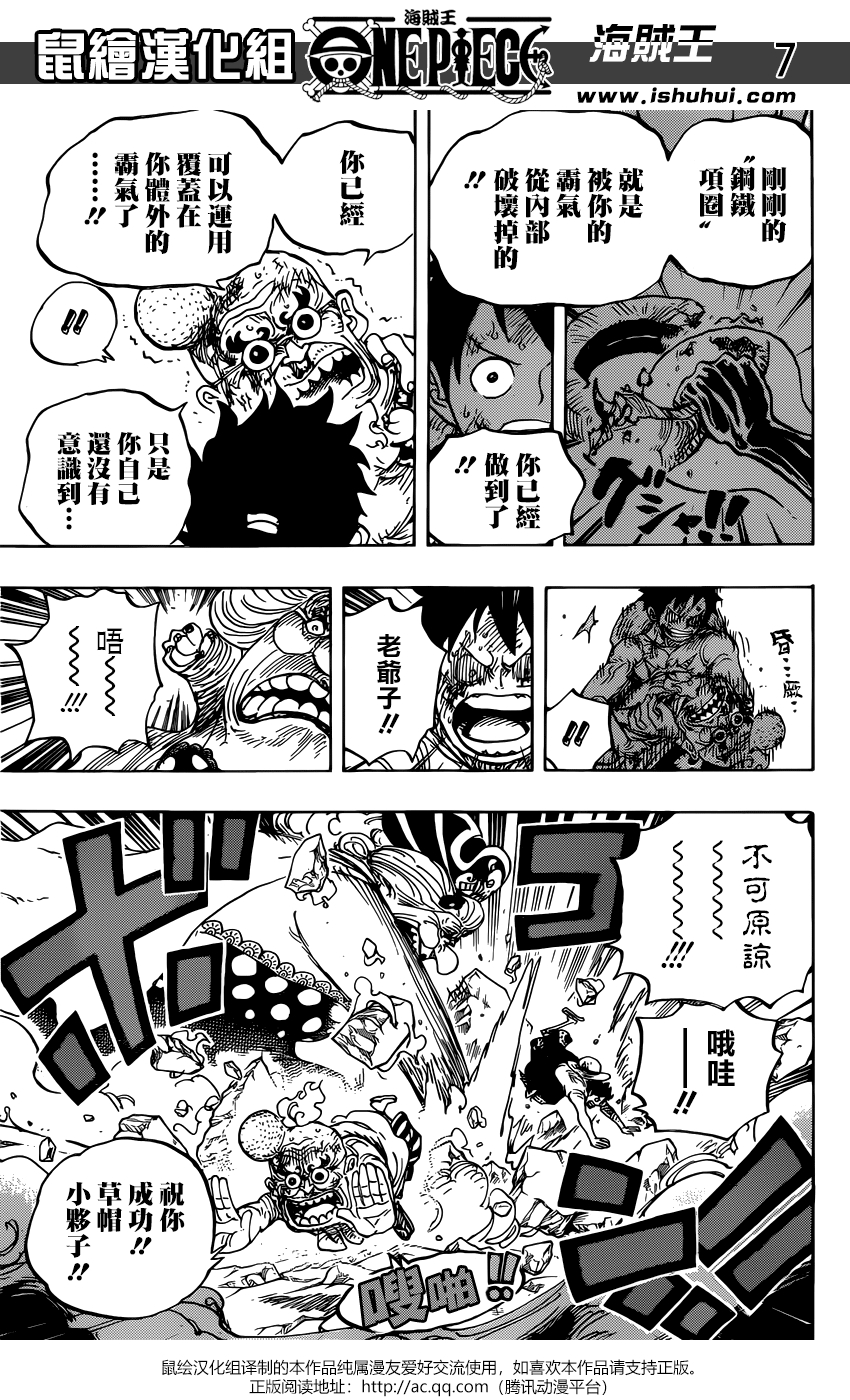 鼠繪漢化組
海賊王
ONE PIECE
海賊王
7
www.ishuhui.com
剛剛的
“鋼鐵
項圈”
就是
被你的
霸氣
從內部
破壞掉的
!!
你已經
做到了
!!
グシャ…!!
你已經
可以運用
覆蓋在
你體外的
霸氣了
……!!
!!
只是
你自己
還沒有
意識到…
昏…厥…
!!
老爺子!!
唔
~~~
~~~!!!
不可原諒
~~~~
~~~~!!!
哦哇
——!!
ゴ
ォ
ン
祝你
成功!!
草帽
小夥子!!
嗖啪!!
鼠绘汉化组译制的本作品纯属漫友爱好交流使用，如喜欢本作品请支持正版。
正版阅读地址：http://ac.qq.com（腾讯动漫平台）